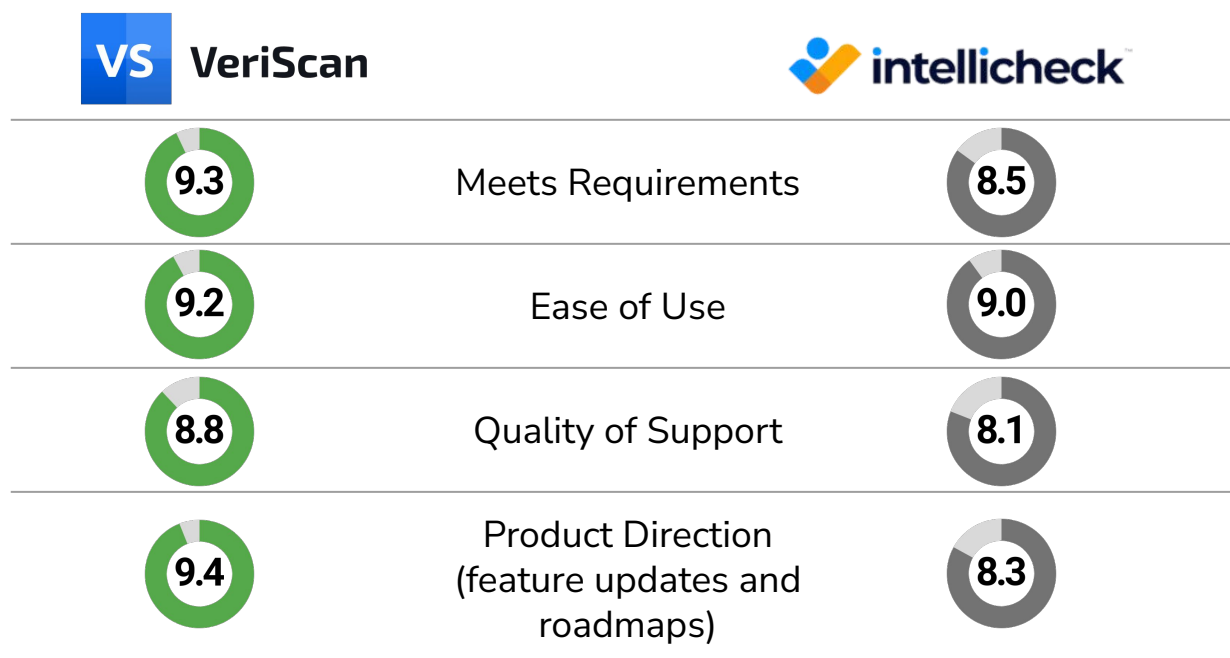 VS VeriScan
intellicheck™
9.3 Meets Requirements 8.5
9.2 Ease of Use 9.0
8.8 Quality of Support 8.1
Product Direction
9.4 (feature updates and 8.3
roadmaps)